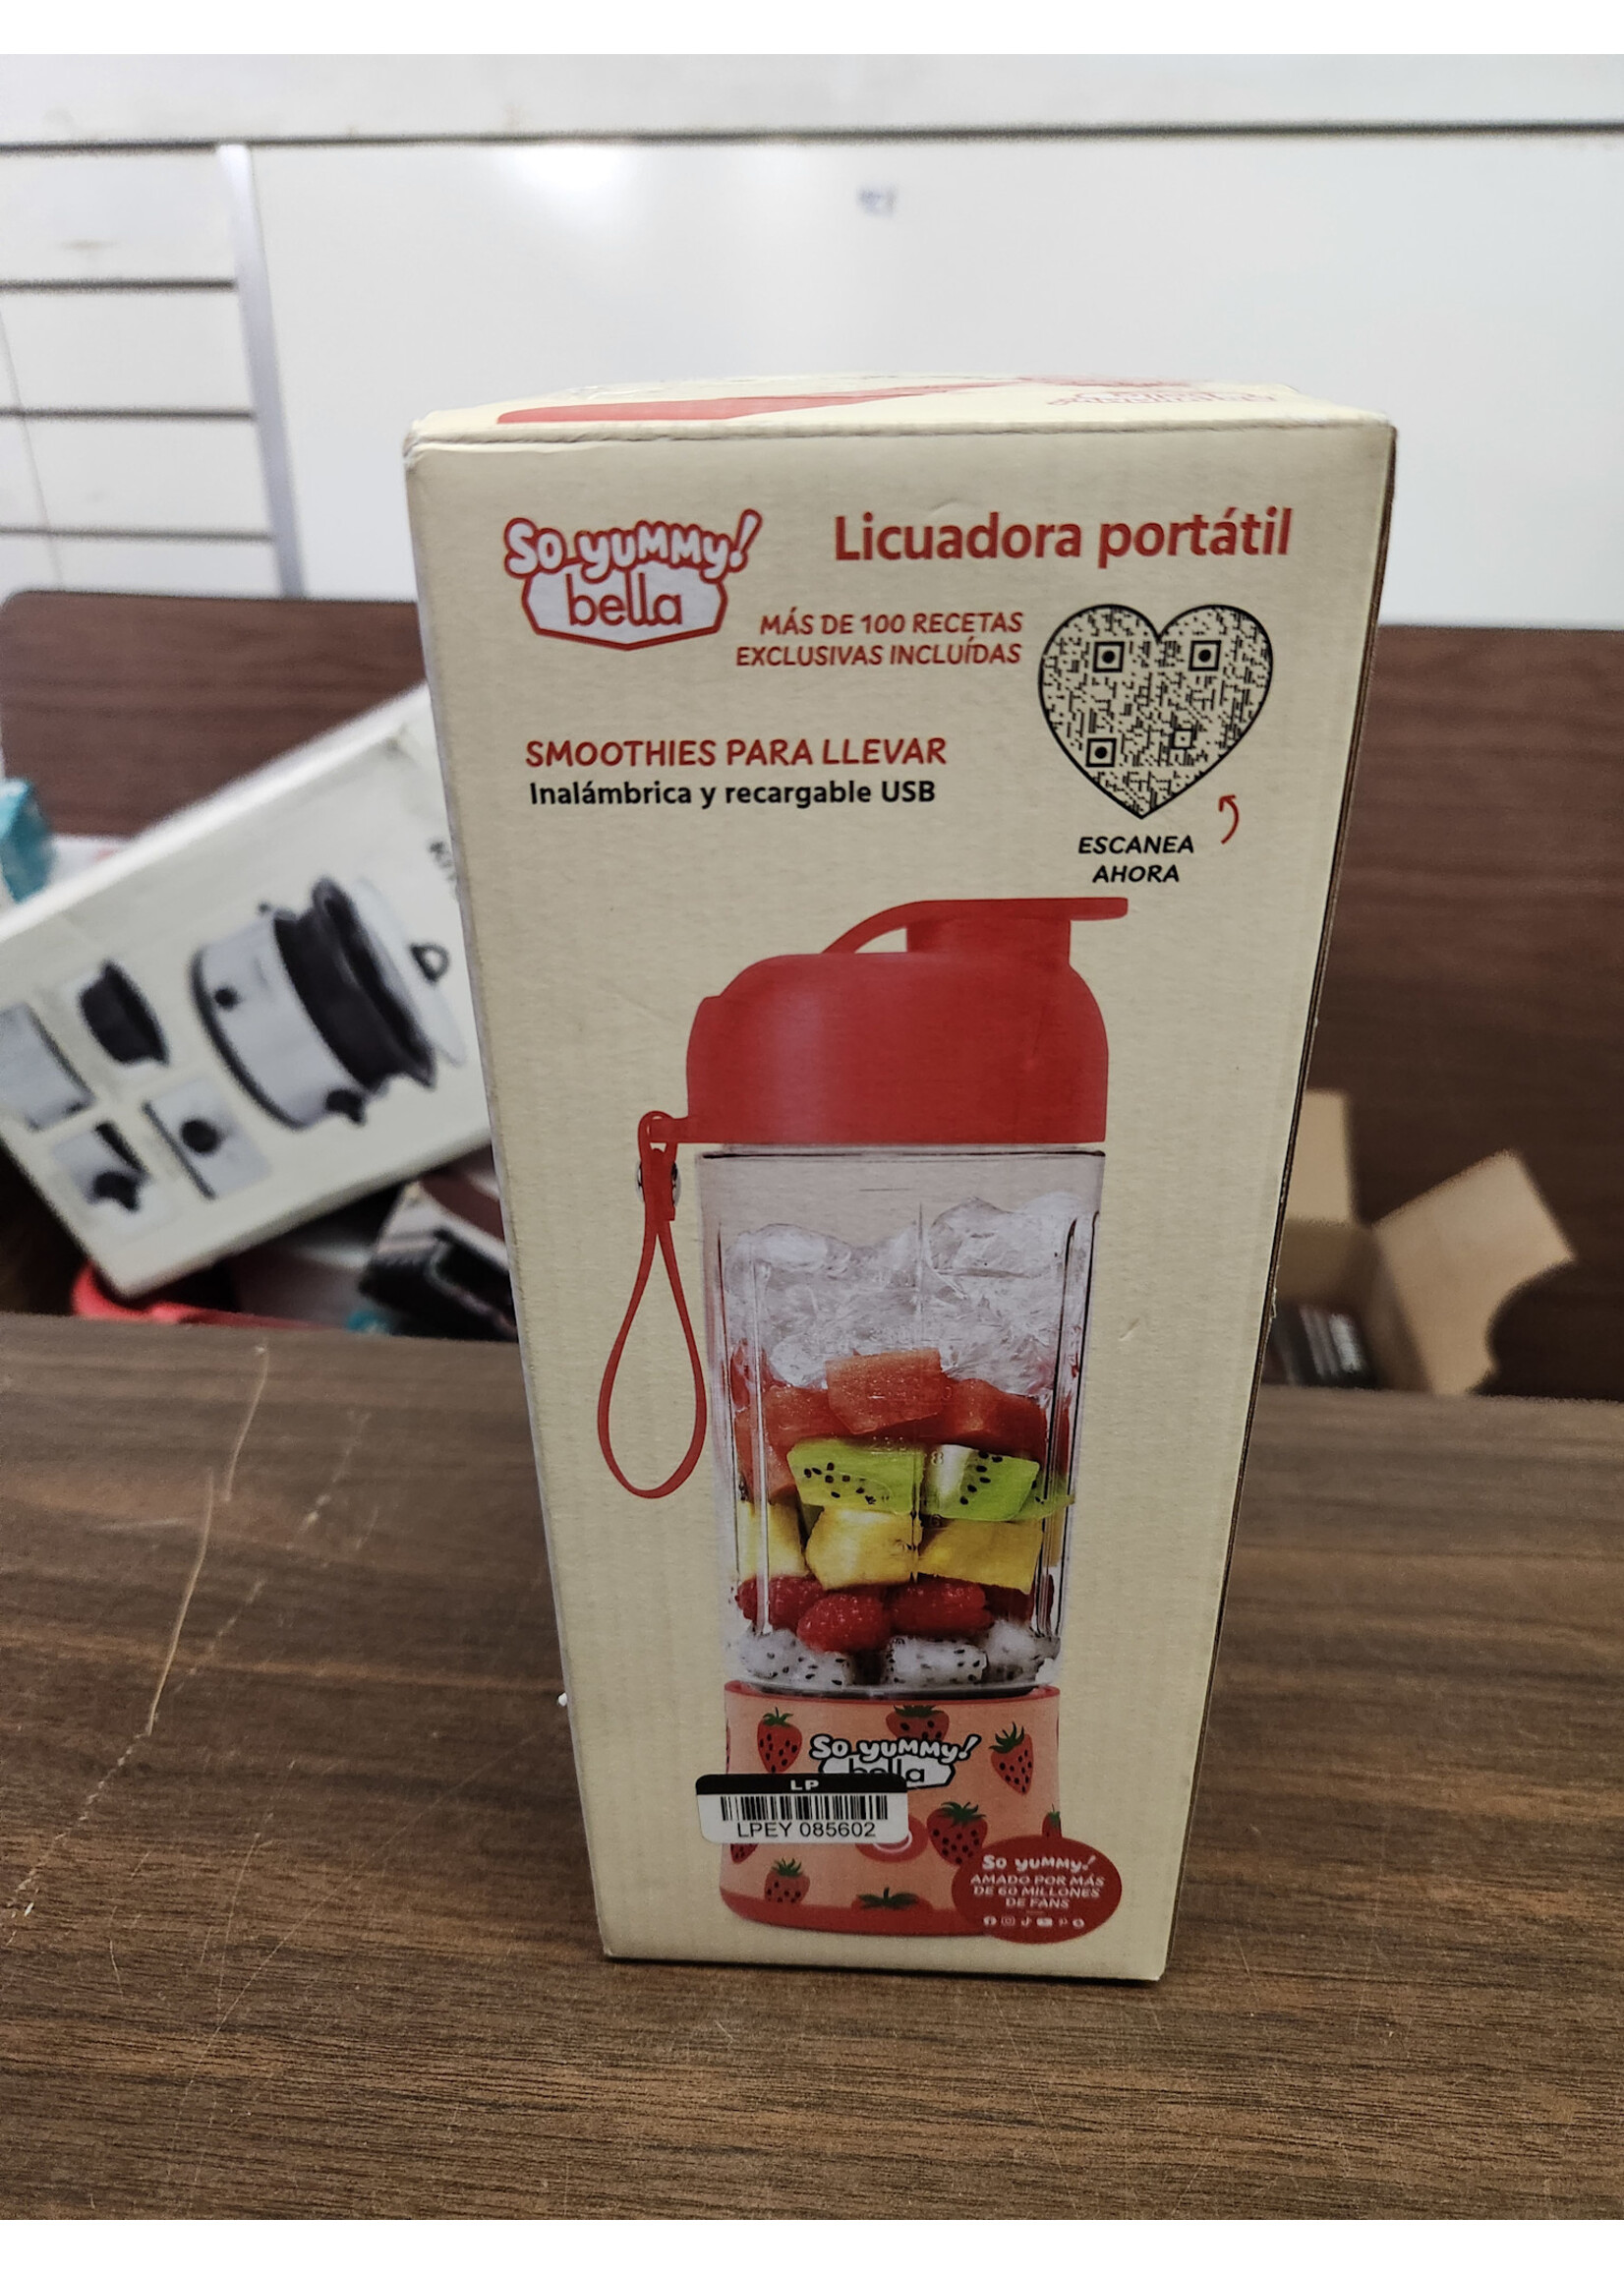 So yummy!
bella
Licuadora portátil
MÁS DE 100 RECETAS
EXCLUSIVAS INCLUÍDAS
SMOOTHIES PARA LLEVAR
Inalámbrica y recargable USB
ESCANEA
AHORA
So yummy!
bella
LP
LPEY 085602
So yummy!
AMADO POR MÁS
DE 60 MILLONES
DE FANS